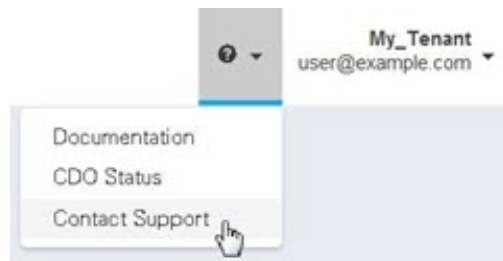 My_Tenant
user@example.com
Documentation
CDO Status
Contact Support